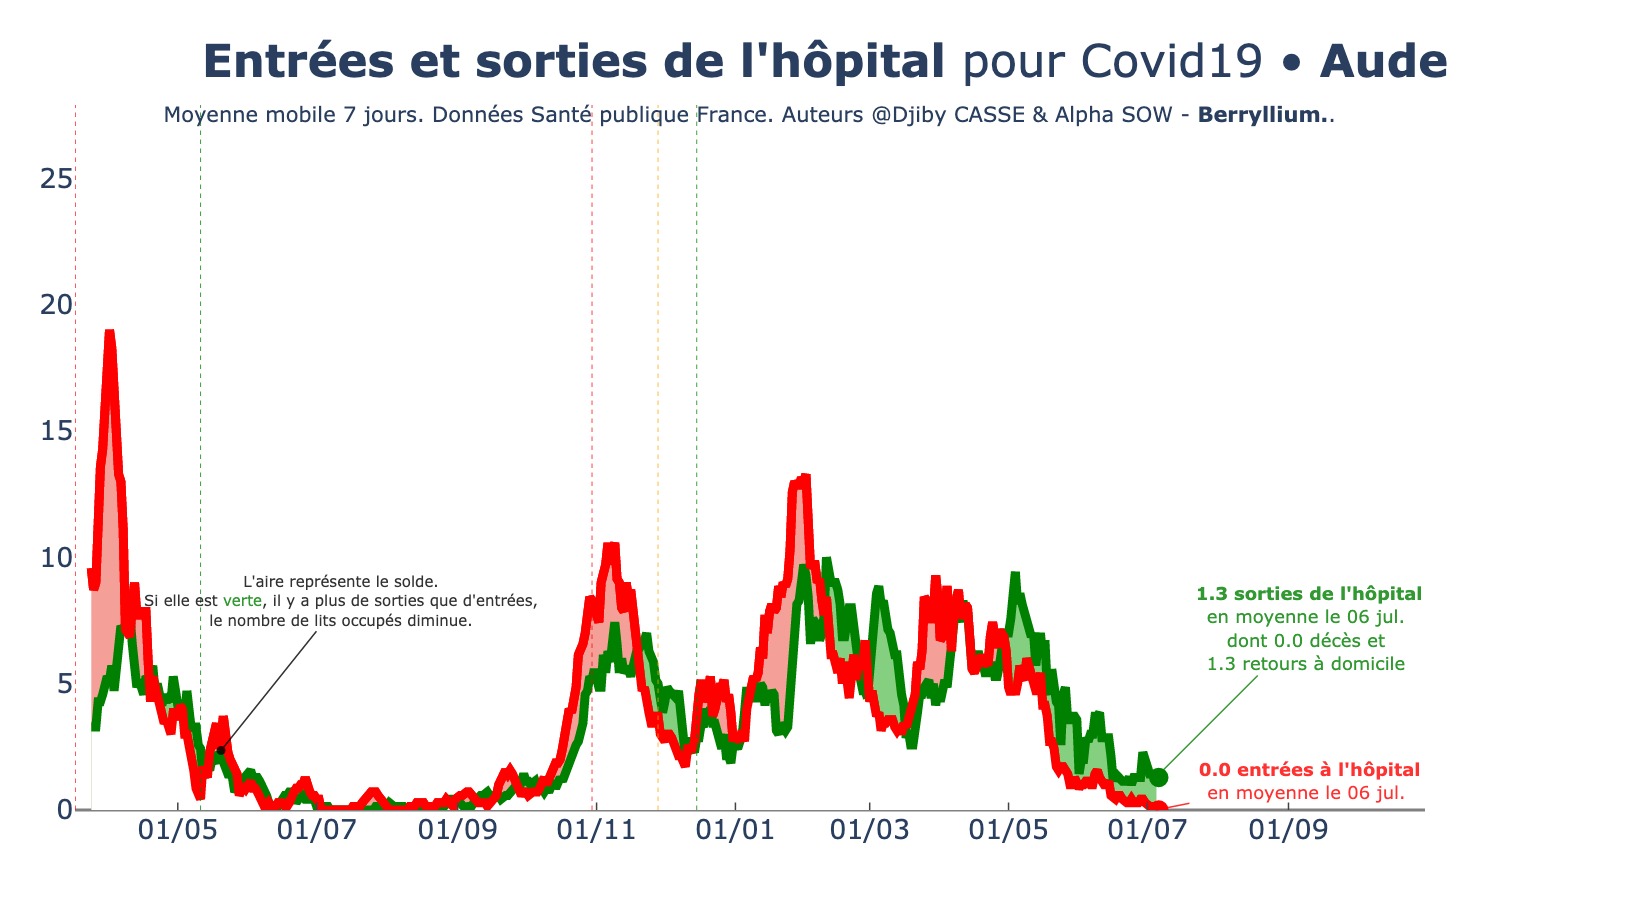 Entrées et sorties de l'hôpital pour Covid19 • Aude
Moyenne mobile 7 jours. Données Santé publique France. Auteurs @Djiby CASSE & Alpha SOW - Berryllium..
25
20
15
10
5
0
L'aire représente le solde.
Si elle est verte, il y a plus de sorties que d'entrées,
le nombre de lits occupés diminue.
1.3 sorties de l'hôpital
en moyenne le 06 jul.
dont 0.0 décès et
1.3 retours à domicile
0.0 entrées à l'hôpital
en moyenne le 06 jul.
01/05 01/07 01/09 01/11 01/01 01/03 01/05 01/07 01/09